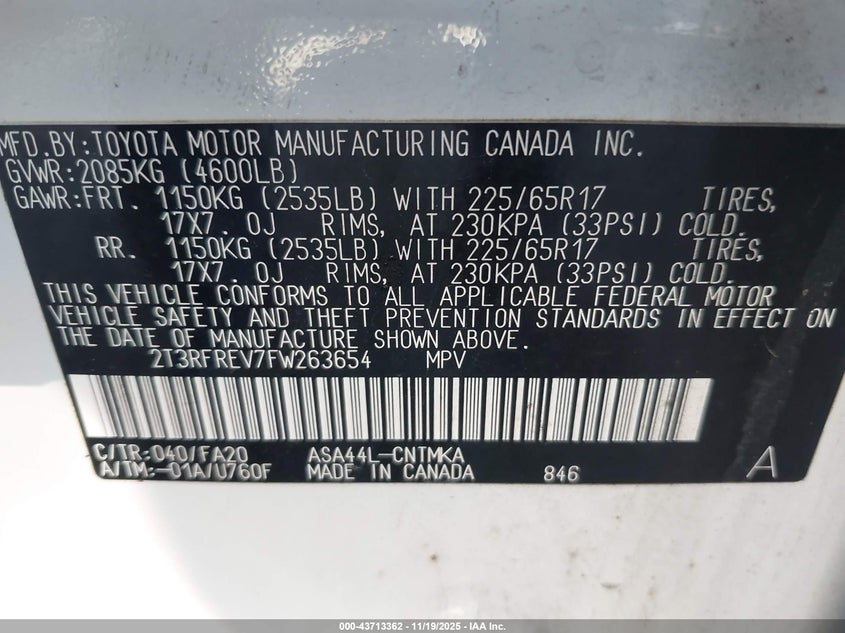 MFD.BY:TOYOTA MOTOR MANUFACTURING CANADA INC.
GVWR:2085KG (4600LB)
GAWR:FRT. 1150KG (2535LB) WITH 225/65R17 TIRES,
17X7.0J RIMS, AT 230KPA (33PSI) COLD.
RR. 1150KG (2535LB) WITH 225/65R17 TIRES,
17X7.0J RIMS, AT 230KPA (33PSI) COLD.
THIS VEHICLE CONFORMS TO ALL APPLICABLE FEDERAL MOTOR
VEHICLE SAFETY AND THEFT PREVENTION STANDARDS IN EFFECT ON
THE DATE OF MANUFACTURE SHOWN ABOVE.
2T3RFREV7FW263654 MPV
C/TR:040/FA20 ASA44L-CNTMKA
A/TM:-01A/U760F MADE IN CANADA 846 A
000-43713362 | 11/19/2025 | IAA Inc.